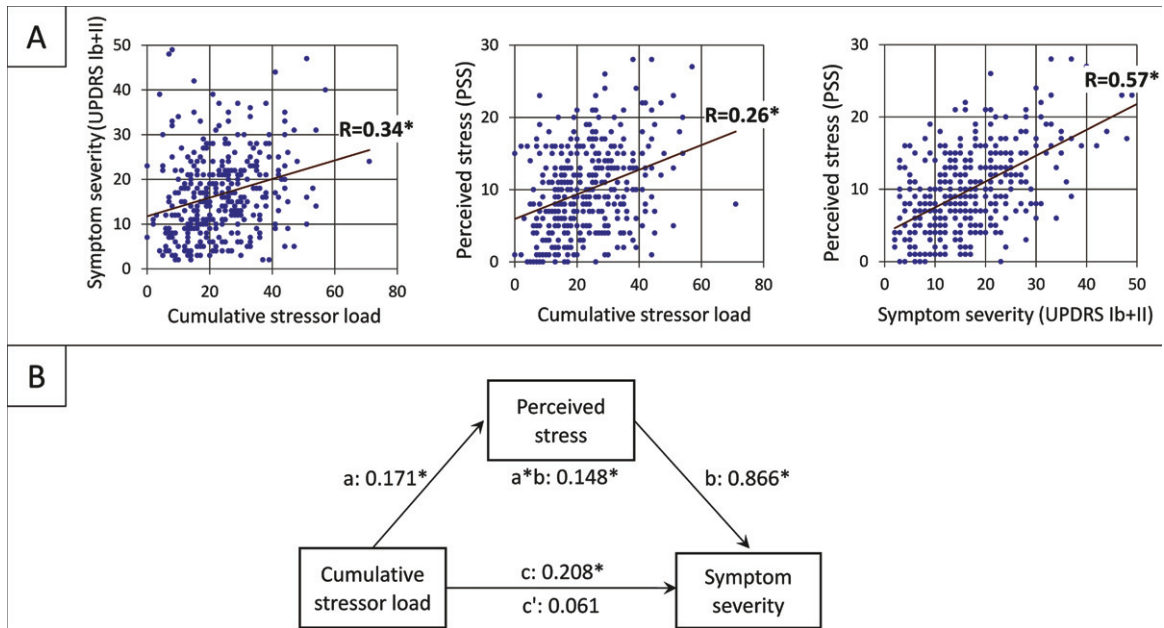 A
Symptom severity (UPDRS Ib+II)
50
40
30
20
10
0
R=0.34*
0 20 40 60 80
Cumulative stressor load
Perceived stress (PSS)
30
20
10
0
R=0.26*
0 20 40 60 80
Cumulative stressor load
Perceived stress (PSS)
30
20
10
0
R=0.57*
0 10 20 30 40 50
Symptom severity (UPDRS Ib+II)
B
Perceived
stress
a: 0.171*
a*b: 0.148*
b: 0.866*
Cumulative
stressor load
c: 0.208*
c': 0.061
Symptom
severity